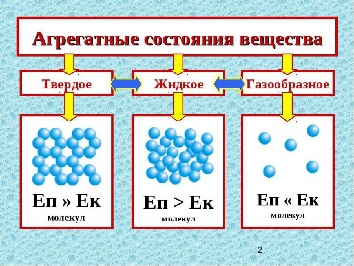 Агрегатные состояния вещества
Твердое Жидкое Газообразное
Еп » Ек
молекул
Еп > Ек
молекул
Еп « Ек
молекул
2